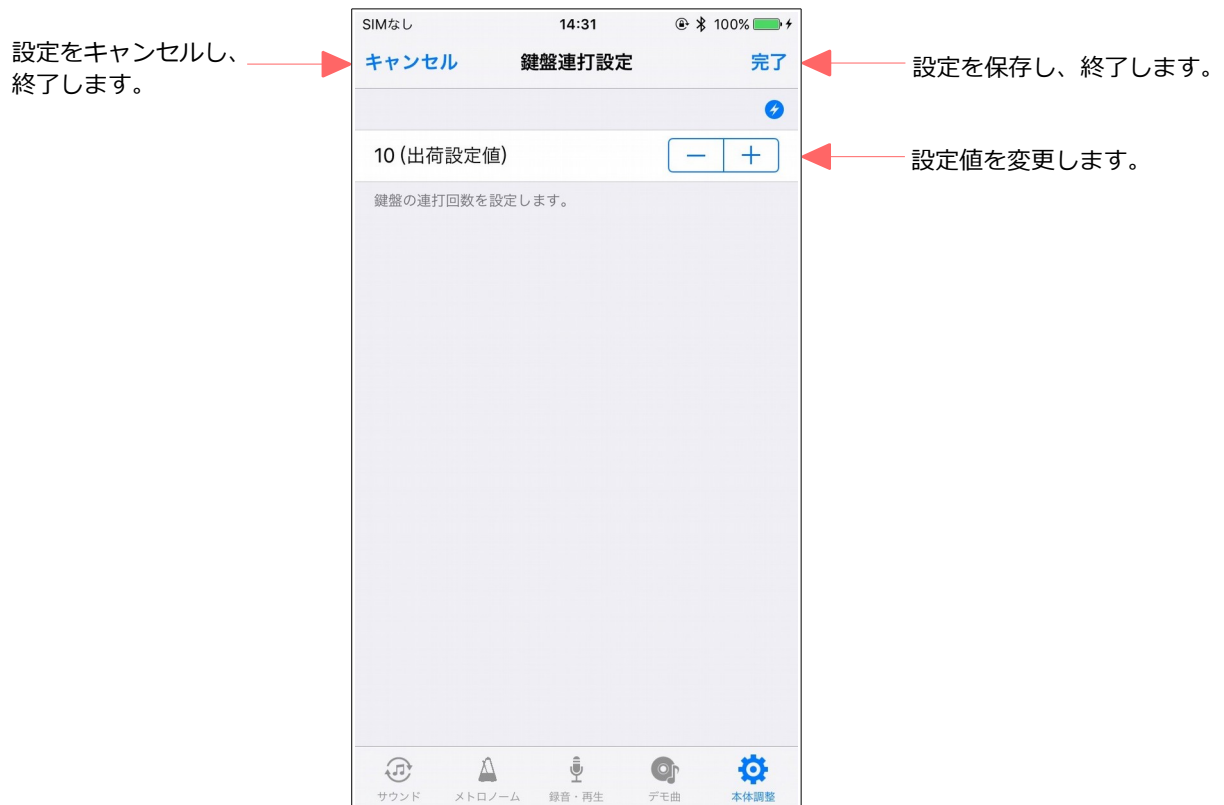 SIMなし 14:31 100%
設定をキャンセルし、
終了します。
キャンセル 鍵盤連打設定 完了
設定を保存し、終了します。
10 (出荷設定値) － ＋
設定値を変更します。
鍵盤の連打回数を設定します。
サウンド メトロノーム 録音・再生 デモ曲 本体調整